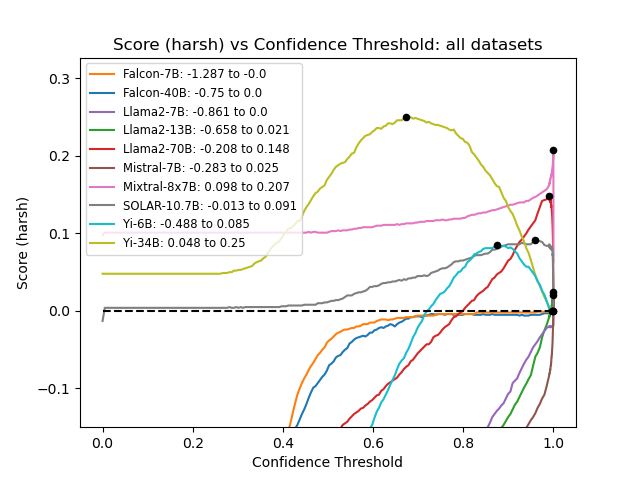 Score (harsh) vs Confidence Threshold: all datasets
Score (harsh)
0.3
0.2
0.1
0.0
−0.1
Falcon-7B: -1.287 to -0.0
Falcon-40B: -0.75 to 0.0
Llama2-7B: -0.861 to 0.0
Llama2-13B: -0.658 to 0.021
Llama2-70B: -0.208 to 0.148
Mistral-7B: -0.283 to 0.025
Mixtral-8x7B: 0.098 to 0.207
SOLAR-10.7B: -0.013 to 0.091
Yi-6B: -0.488 to 0.085
Yi-34B: 0.048 to 0.25
0.0 0.2 0.4 0.6 0.8 1.0
Confidence Threshold